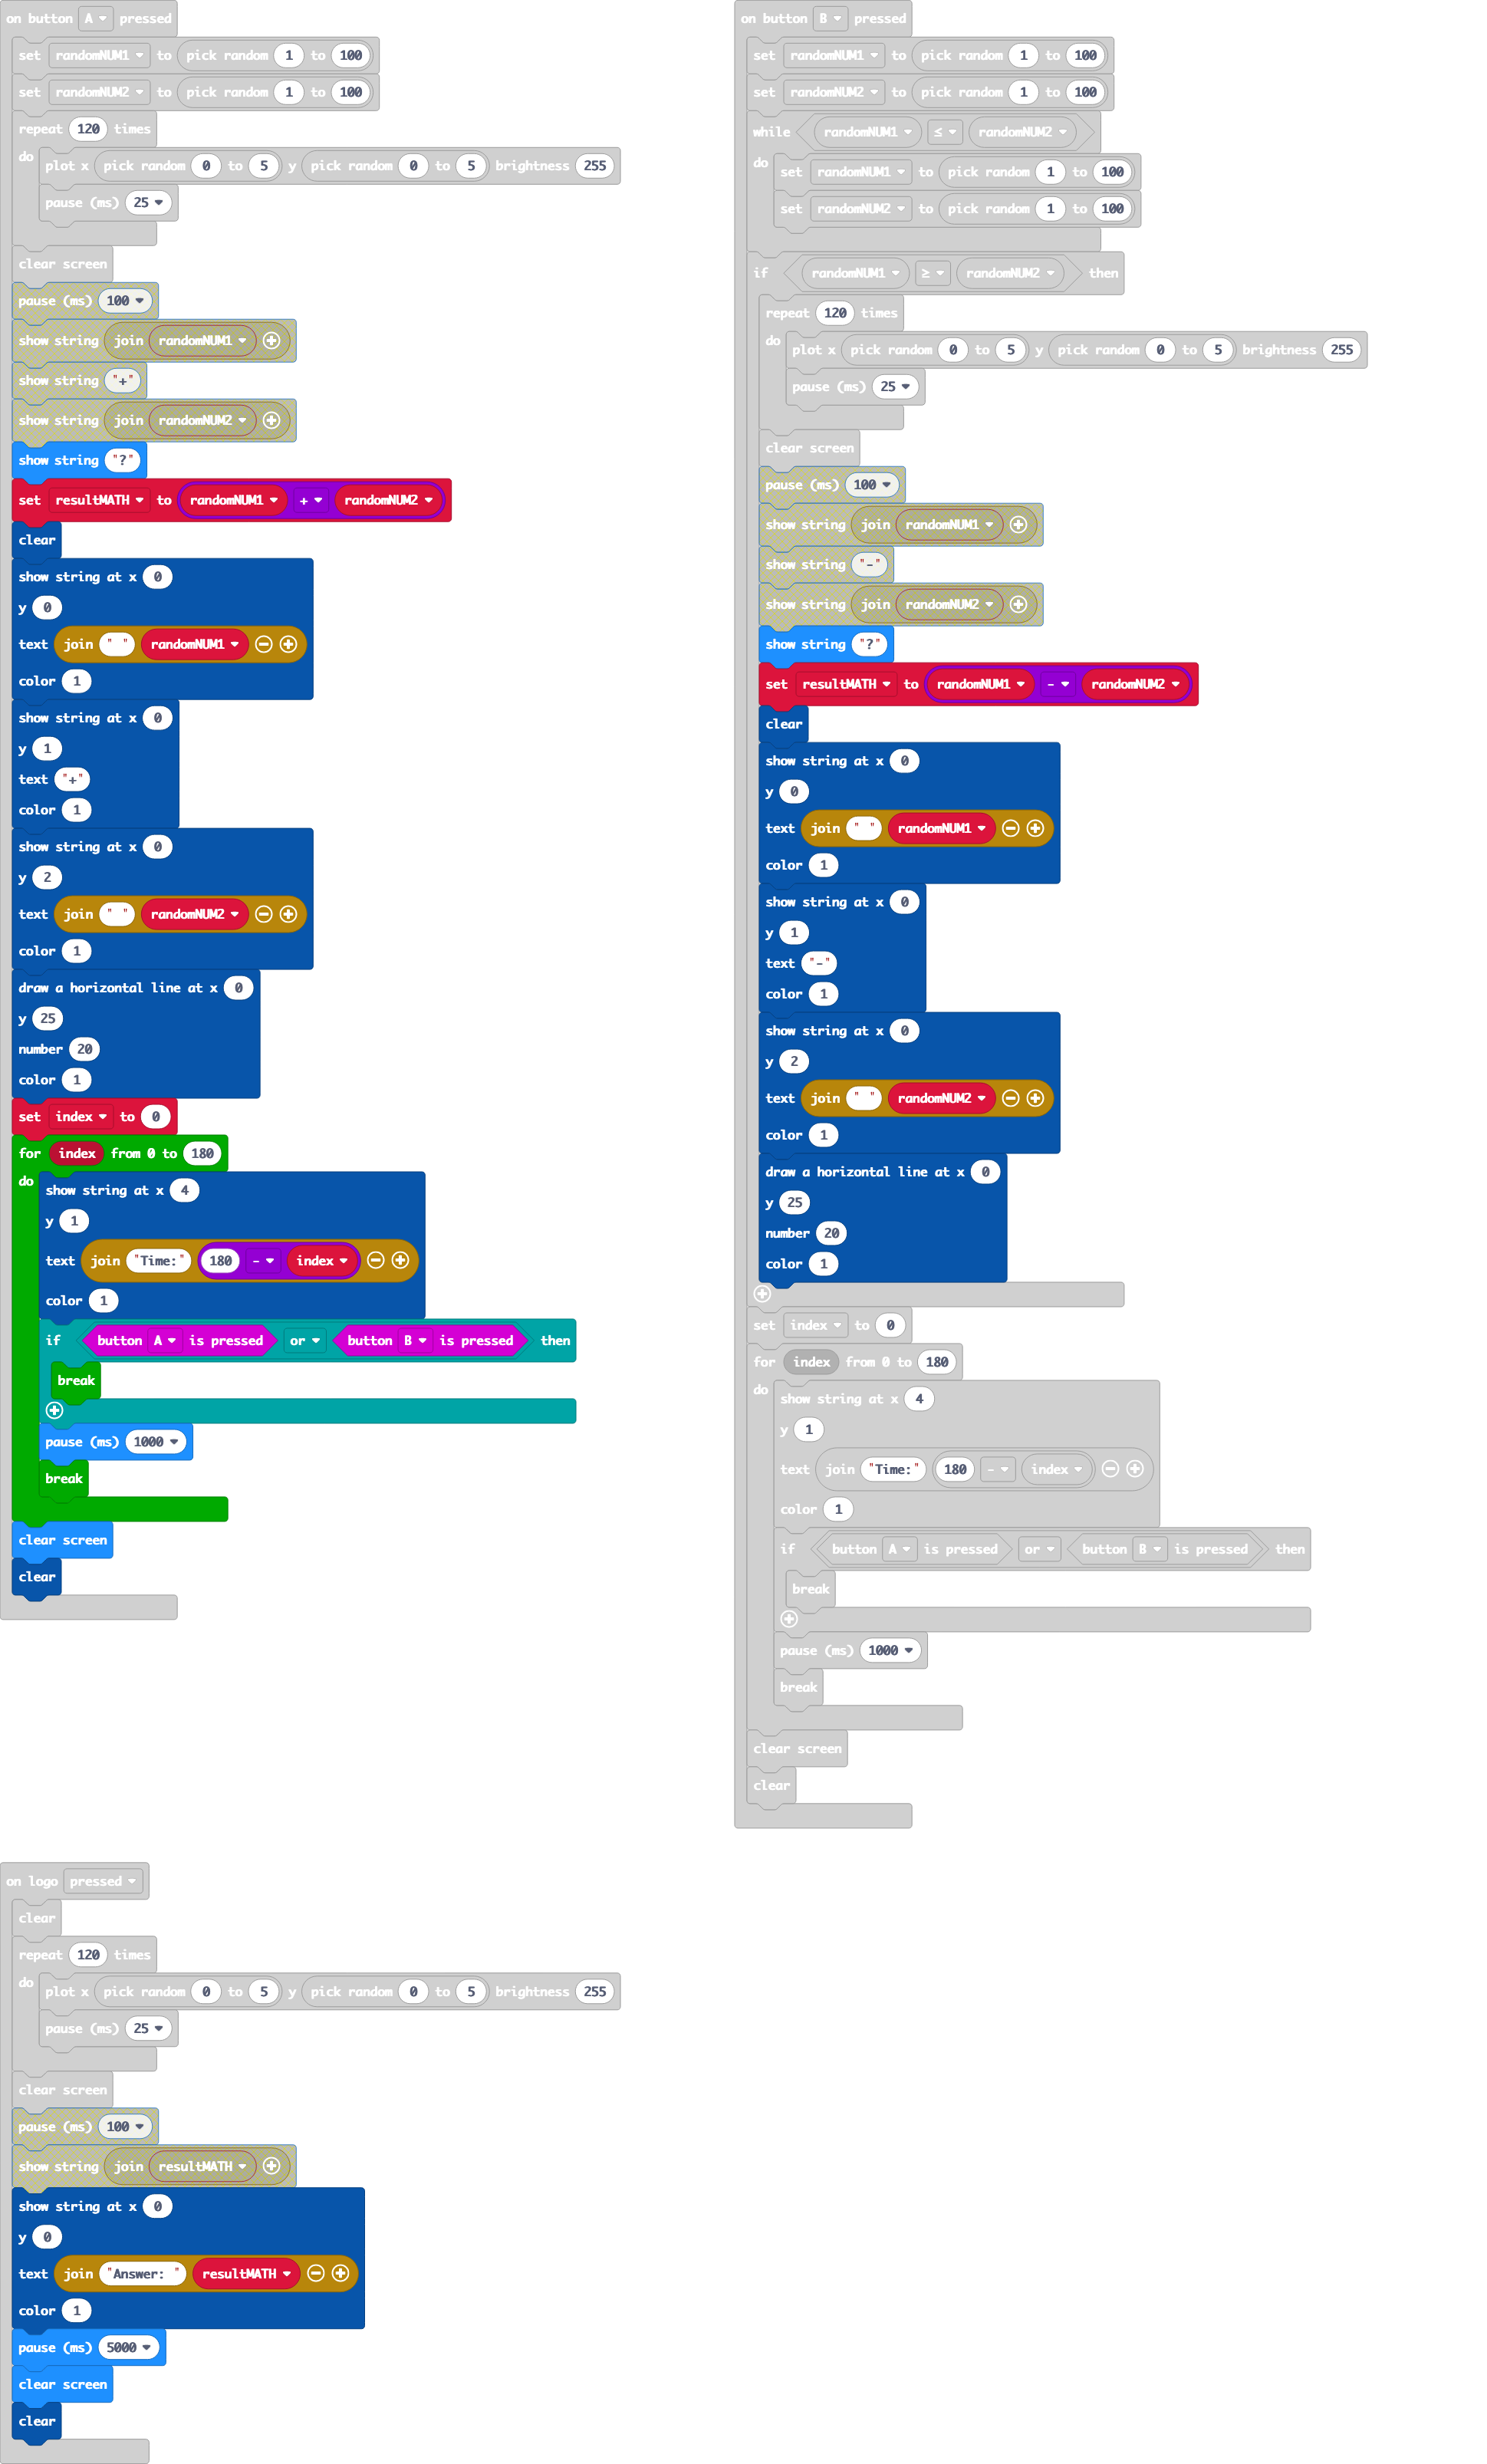 on button A pressed
set randomNUM1 to pick random 1 to 100
set randomNUM2 to pick random 1 to 100
repeat 120 times
do
plot x pick random 0 to 5 y pick random 0 to 5 brightness 255
pause (ms) 25
clear screen
pause (ms) 100
show string join randomNUM1
show string "+"
show string join randomNUM2
show string "?"
set resultMATH to randomNUM1 + randomNUM2
clear
show string at x 0
y 0
text join " " randomNUM1
color 1
show string at x 0
y 1
text "+"
color 1
show string at x 0
y 2
text join " " randomNUM2
color 1
draw a horizontal line at x 0
y 25
number 20
color 1
set index to 0
for index from 0 to 180
do
show string at x 4
y 1
text join "Time:" 180 - index
color 1
if button A is pressed or button B is pressed then
break
pause (ms) 1000
break
clear screen
clear
on button B pressed
set randomNUM1 to pick random 1 to 100
set randomNUM2 to pick random 1 to 100
while randomNUM1 ≤ randomNUM2
do
set randomNUM1 to pick random 1 to 100
set randomNUM2 to pick random 1 to 100
if randomNUM1 ≥ randomNUM2 then
repeat 120 times
do
plot x pick random 0 to 5 y pick random 0 to 5 brightness 255
pause (ms) 25
clear screen
pause (ms) 100
show string join randomNUM1
show string "-"
show string join randomNUM2
show string "?"
set resultMATH to randomNUM1 - randomNUM2
clear
show string at x 0
y 0
text join " " randomNUM1
color 1
show string at x 0
y 1
text "-"
color 1
show string at x 0
y 2
text join " " randomNUM2
color 1
draw a horizontal line at x 0
y 25
number 20
color 1
set index to 0
for index from 0 to 180
do
show string at x 4
y 1
text join "Time:" 180 - index
color 1
if button A is pressed or button B is pressed then
break
pause (ms) 1000
break
clear screen
clear
on logo pressed
clear
repeat 120 times
do
plot x pick random 0 to 5 y pick random 0 to 5 brightness 255
pause (ms) 25
clear screen
pause (ms) 100
show string join resultMATH
show string at x 0
y 0
text join "Answer: " resultMATH
color 1
pause (ms) 5000
clear screen
clear